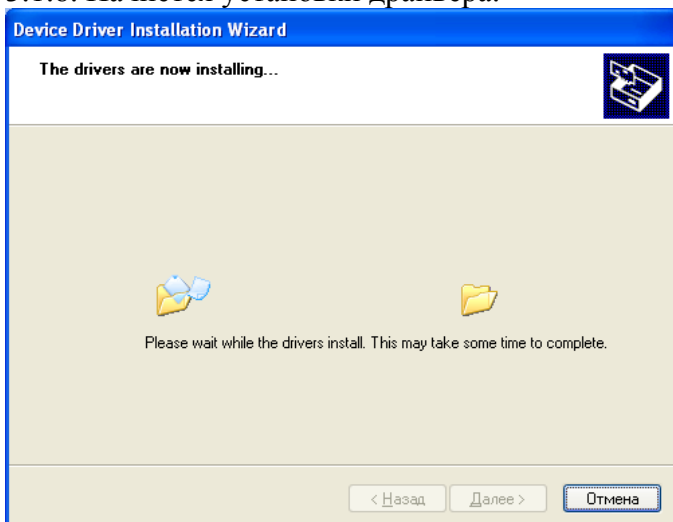 Device Driver Installation Wizard
The drivers are now installing...
Please wait while the drivers install. This may take some time to complete.
< Назад Далее > Отмена